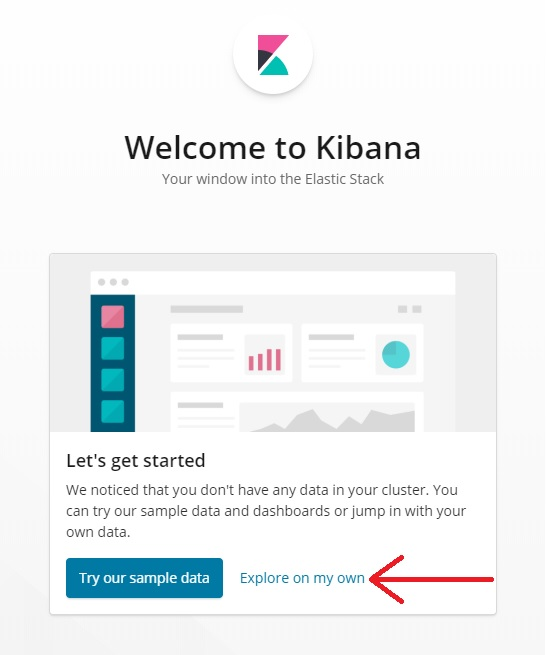 Welcome to Kibana
Your window into the Elastic Stack
Let's get started
We noticed that you don't have any data in your cluster. You
can try our sample data and dashboards or jump in with your
own data.
Try our sample data Explore on my own